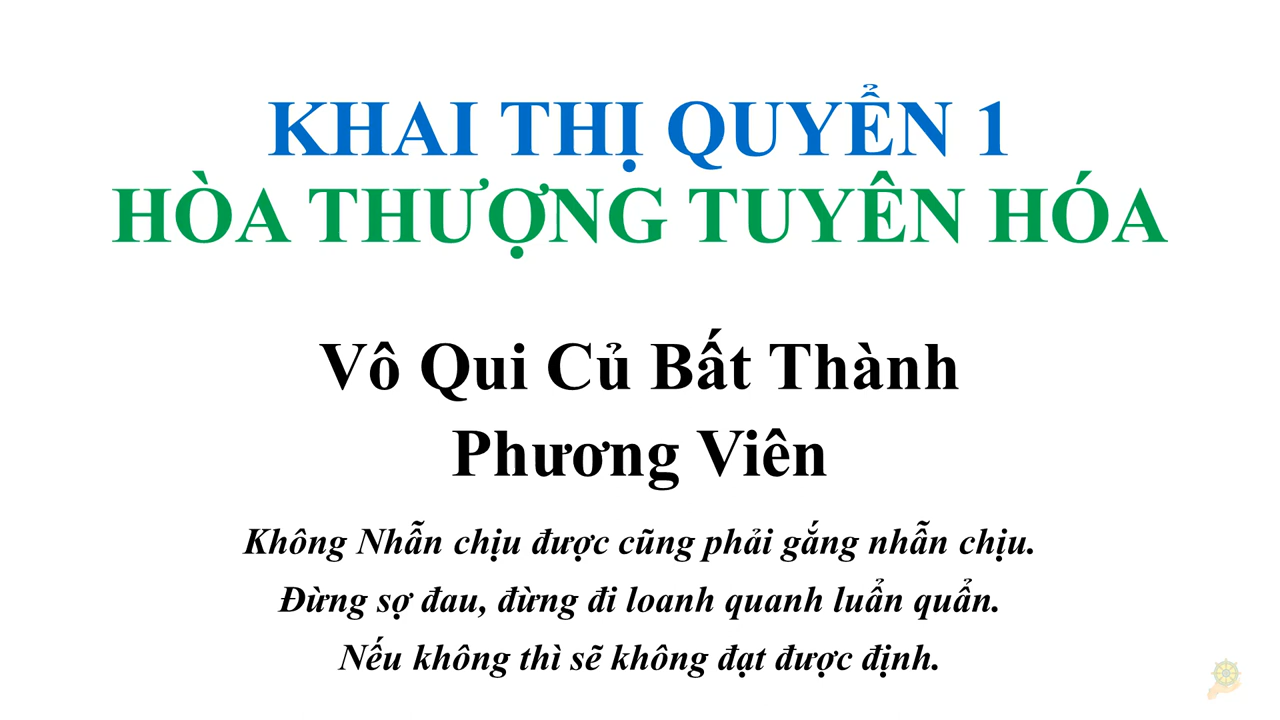 KHAI THỊ QUYỂN 1
HÒA THƯỢNG TUYÊN HÓA
Vô Qui Củ Bất Thành
Phương Viên
Không Nhẫn chịu được cũng phải gắng nhẫn chịu.
Đừng sợ đau, đừng đi loanh quanh luẩn quẩn.
Nếu không thì sẽ không đạt được định.